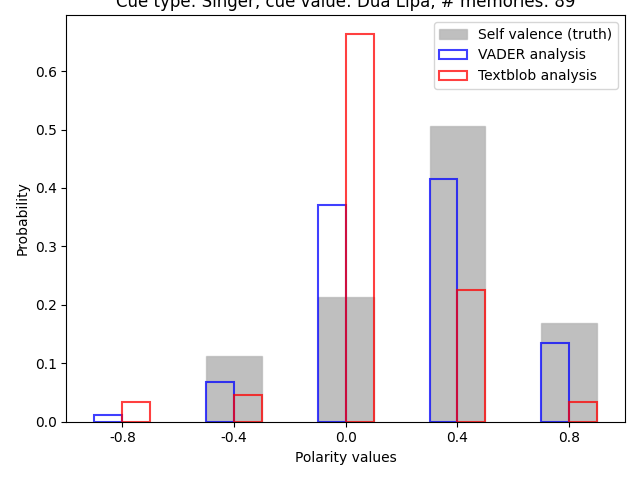 Cue type: Singer, cue value: Dua Lipa, # memories: 89
Self valence (truth)
VADER analysis
Textblob analysis
Probability
0.6
0.5
0.4
0.3
0.2
0.1
0.0
-0.8 -0.4 0.0 0.4 0.8
Polarity values